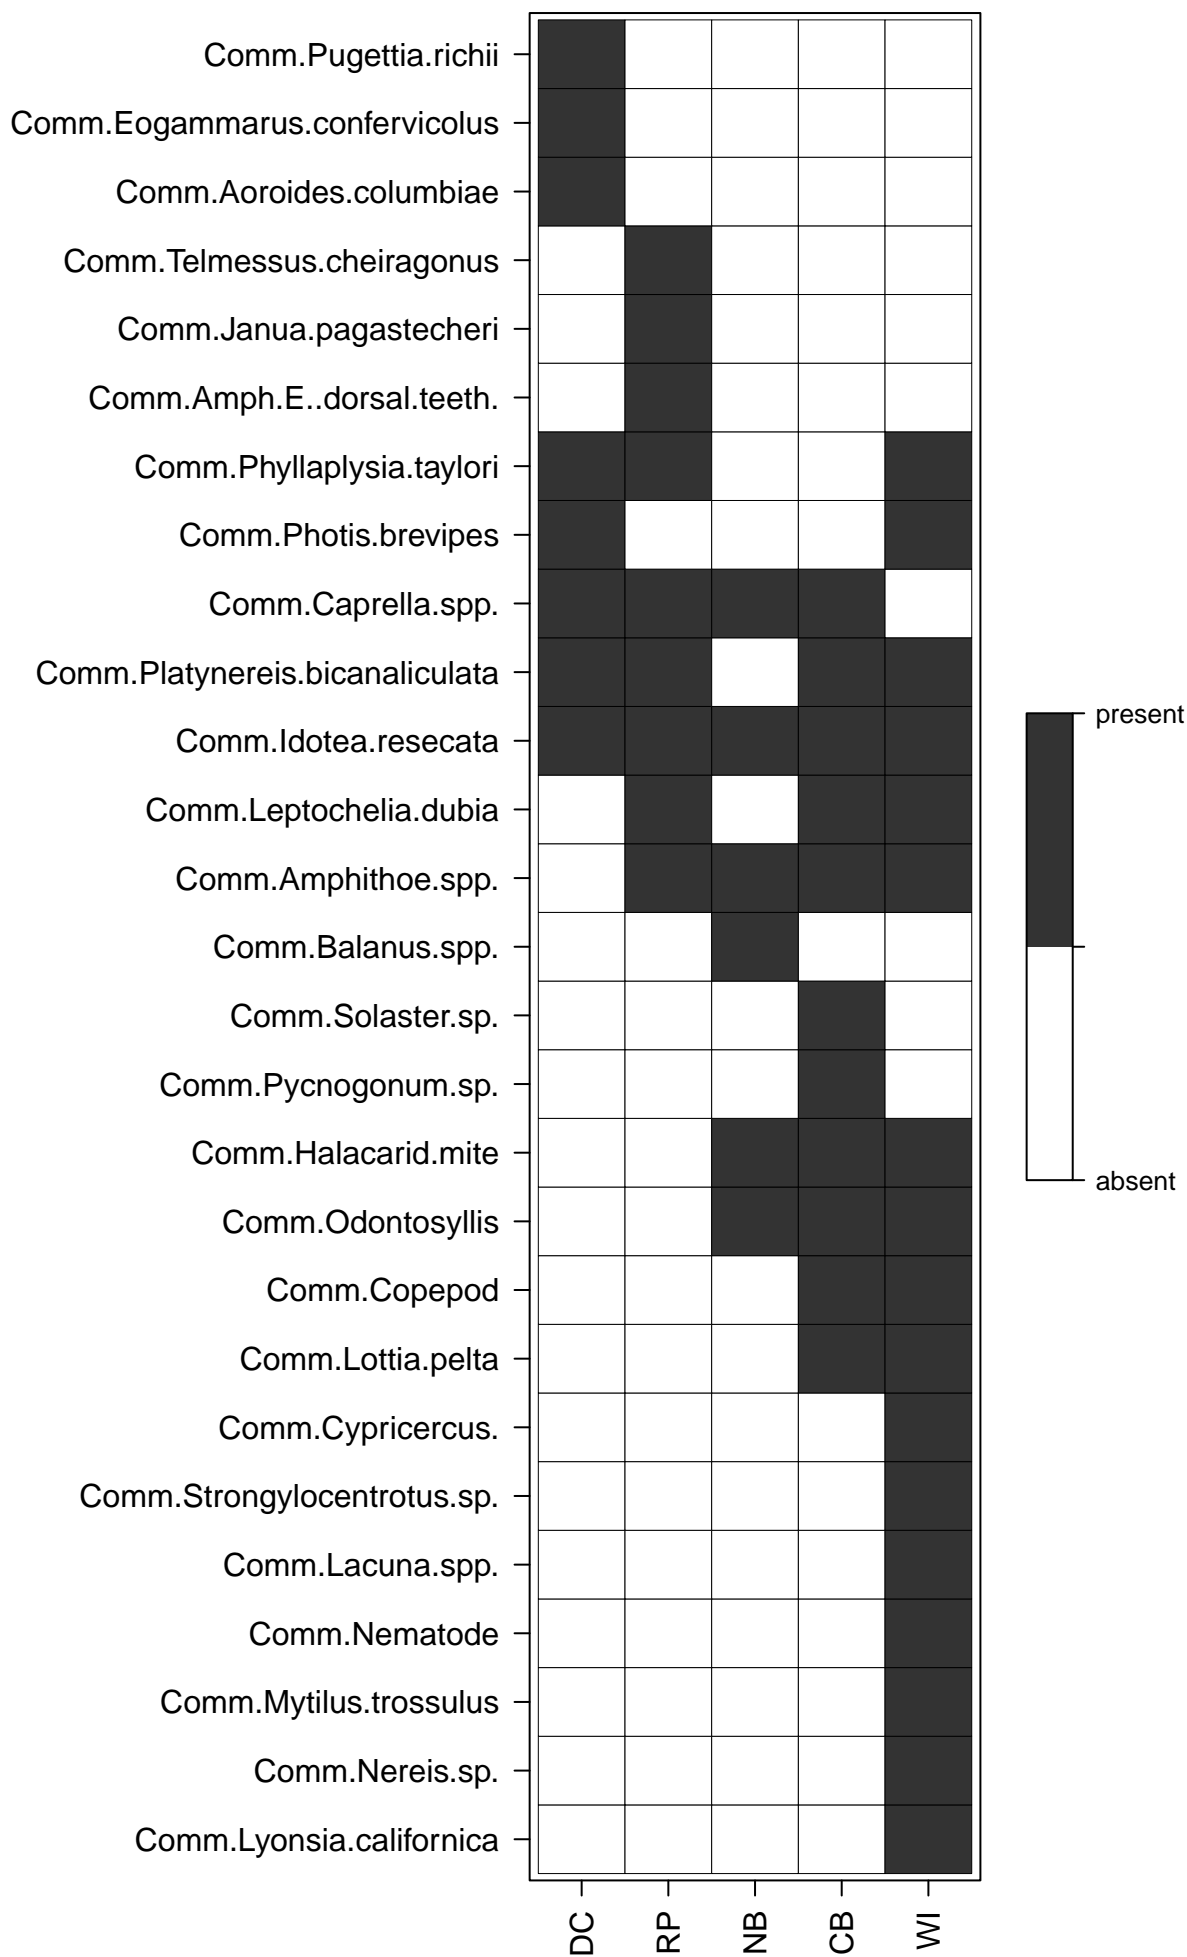 Comm.Pugettia.richii
Comm.Eogammarus.confervicolus
Comm.Aoroides.columbiae
Comm.Telmessus.cheiragonus
Comm.Janua.pagastecheri
Comm.Amph.E..dorsal.teeth.
Comm.Phyllaplysia.taylori
Comm.Photis.brevipes
Comm.Caprella.spp.
Comm.Platynereis.bicanaliculata
Comm.Idotea.resecata
Comm.Leptochelia.dubia
Comm.Amphithoe.spp.
Comm.Balanus.spp.
Comm.Solaster.sp.
Comm.Pycnogonum.sp.
Comm.Halacarid.mite
Comm.Odontosyllis
Comm.Copepod
Comm.Lottia.pelta
Comm.Cypricercus.
Comm.Strongylocentrotus.sp.
Comm.Lacuna.spp.
Comm.Nematode
Comm.Mytilus.trossulus
Comm.Nereis.sp.
Comm.Lyonsia.californica
DC
RP
NB
CB
WI
present
absent